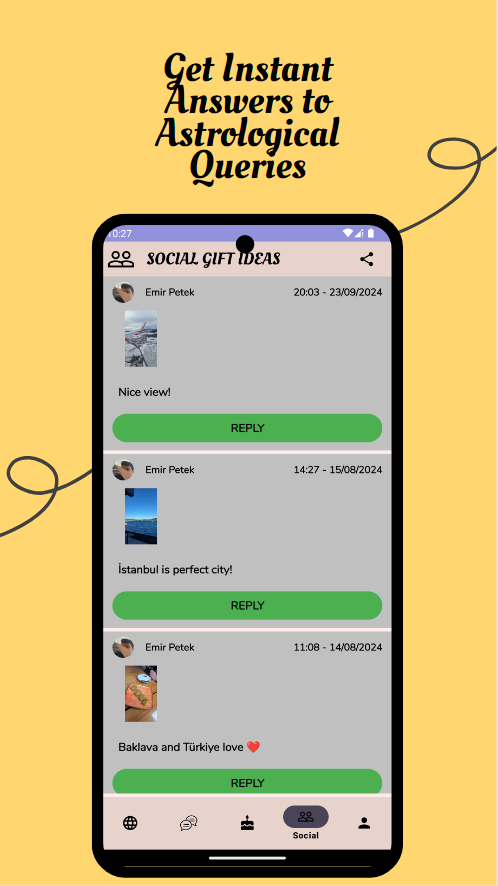 Get Instant
Answers to
Astrological
Queries
10:27
SOCIAL GIFT IDEAS
Emir Petek 20:03 - 23/09/2024
Nice view!
REPLY
Emir Petek 14:27 - 15/08/2024
İstanbul is perfect city!
REPLY
Emir Petek 11:08 - 14/08/2024
Baklava and Türkiye love ❤️
REPLY
Social